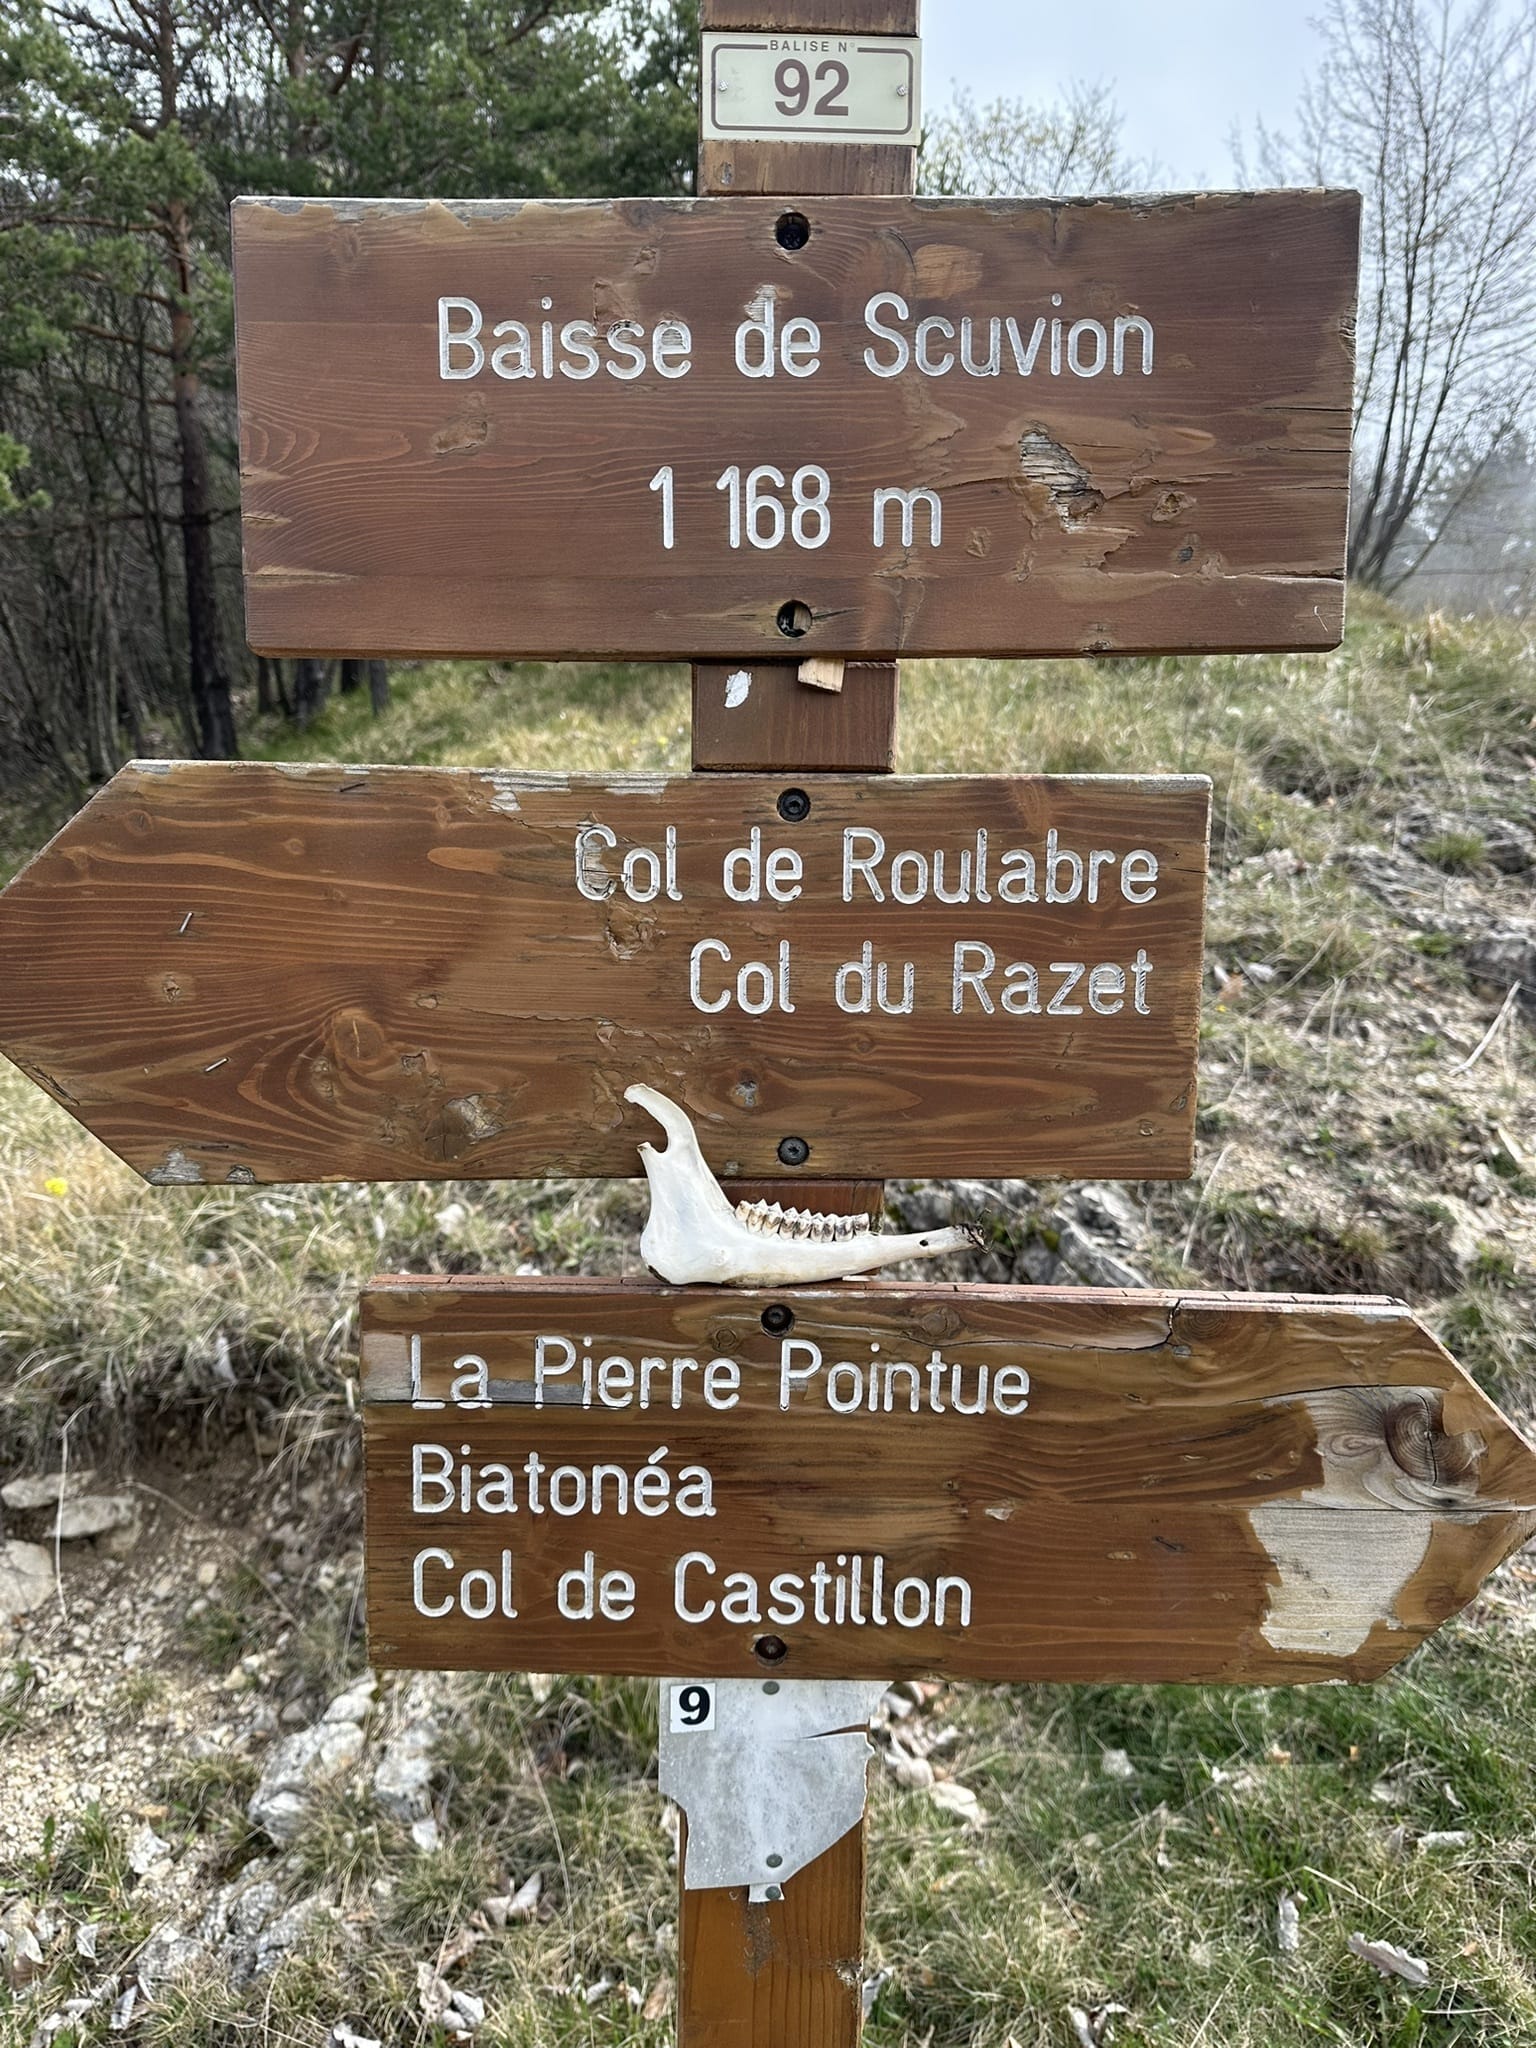 BALISE N°
92
Baisse de Scuvion
1 168 m
Col de Roulabre
Col du Razet
La Pierre Pointue
Biatonéa
Col de Castillon
9